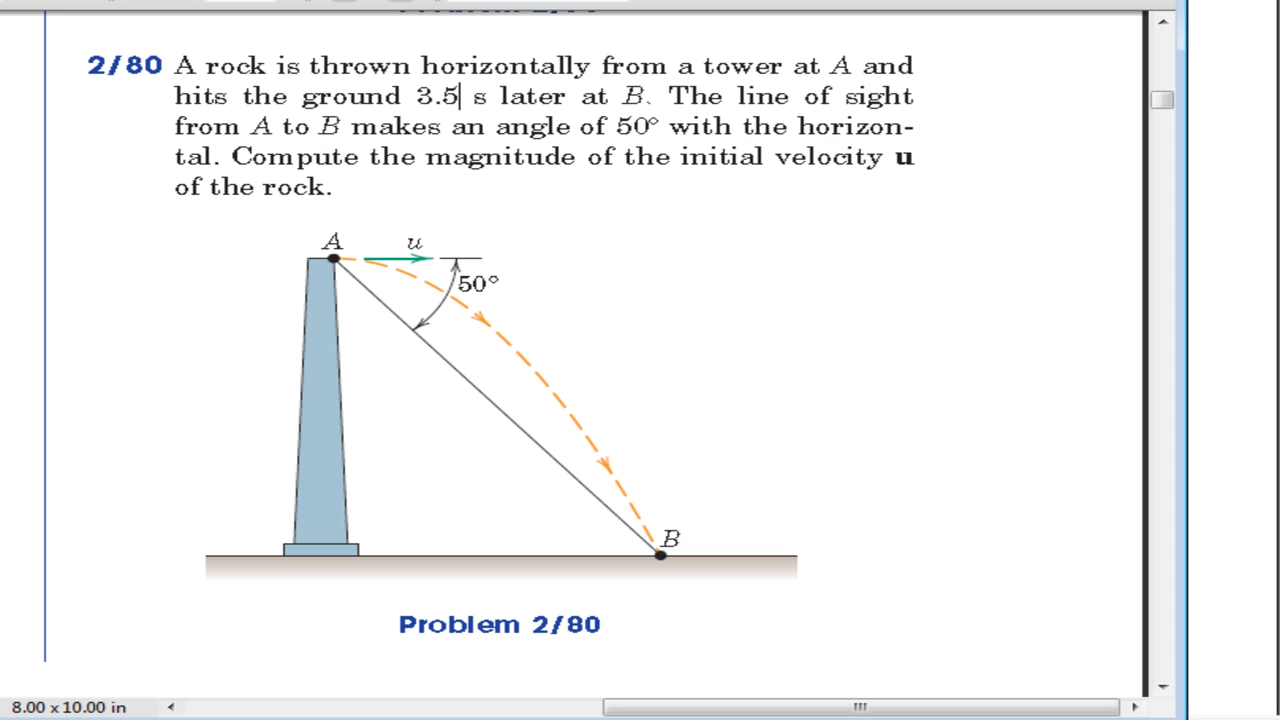 2/80 A rock is thrown horizontally from a tower at A and
hits the ground 3.5 s later at B. The line of sight
from A to B makes an angle of 50° with the horizon-
tal. Compute the magnitude of the initial velocity u
of the rock.
A
u
50°
B
Problem 2/80
8.00 x 10.00 in